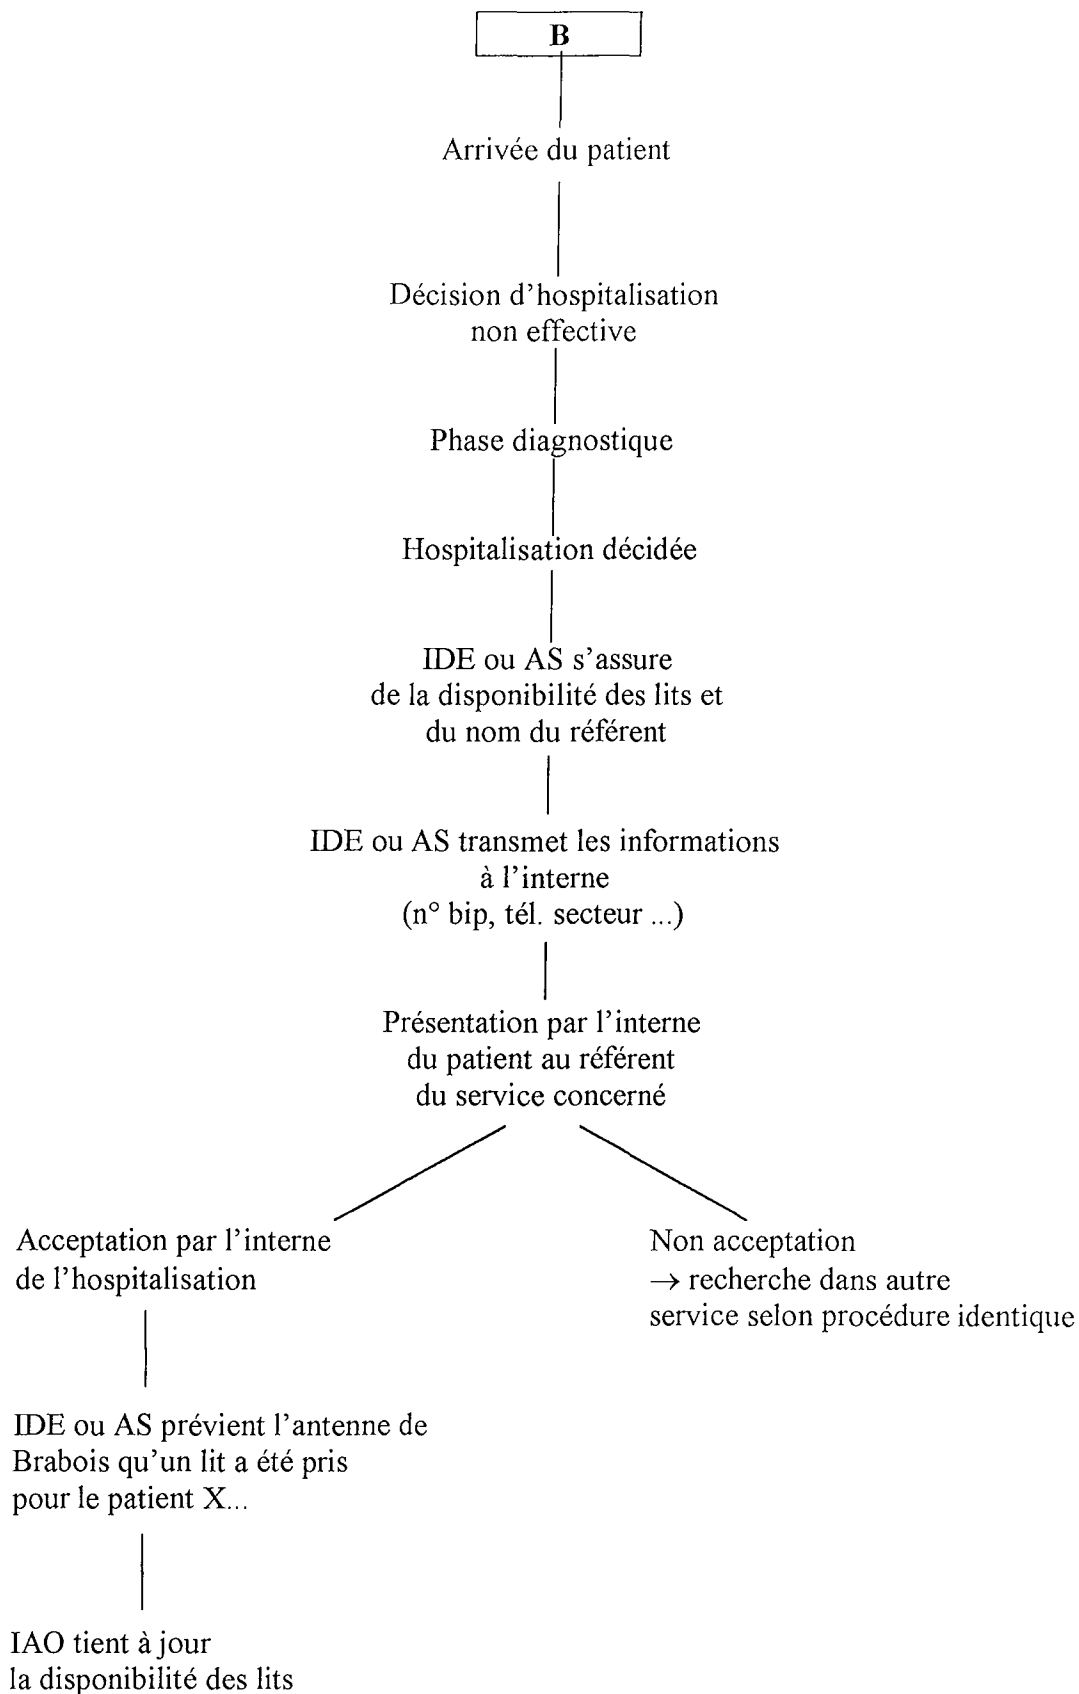 B
Arrivée du patient
Décision d'hospitalisation
non effective
Phase diagnostique
Hospitalisation décidée
IDE ou AS s'assure
de la disponibilité des lits et
du nom du référent
IDE ou AS transmet les informations
à l'interne
(n° bip, tél. secteur ...)
Présentation par l'interne
du patient au référent
du service concerné
Acceptation par l'interne
de l'hospitalisation
Non acceptation
→ recherche dans autre
service selon procédure identique
IDE ou AS prévient l'antenne de
Brabois qu'un lit a été pris
pour le patient X...
IAO tient à jour
la disponibilité des lits